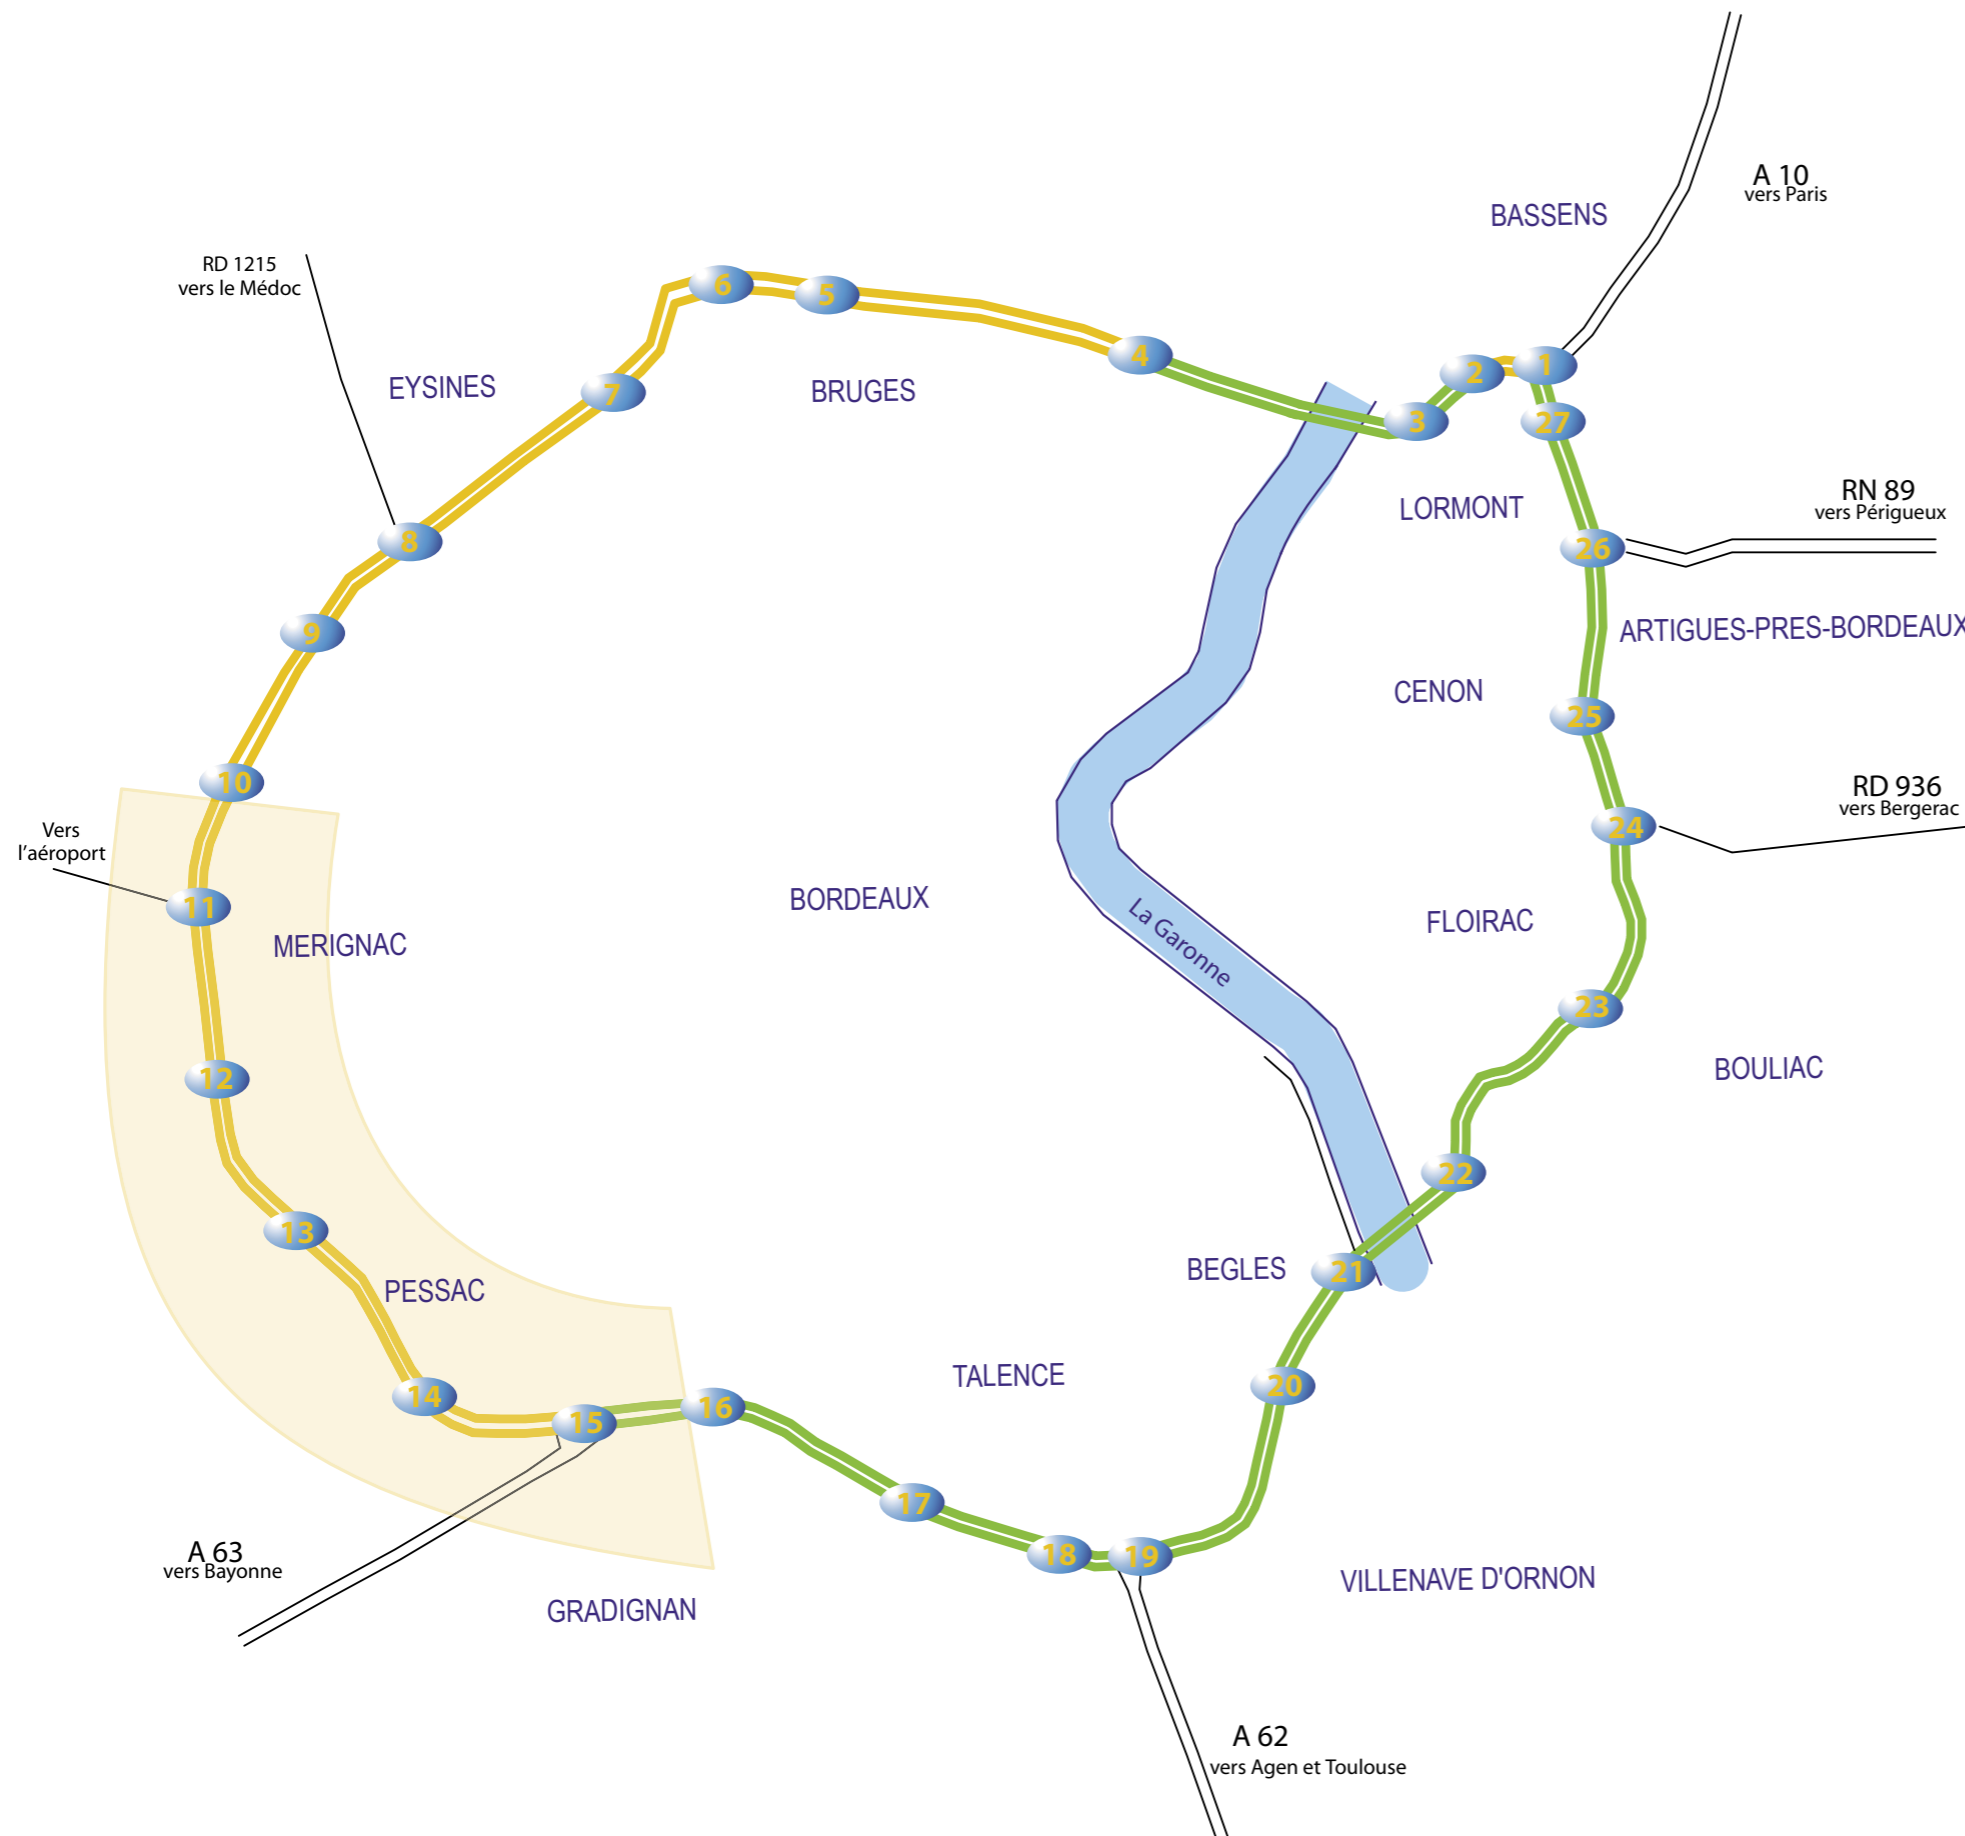 A 10
vers Paris
BASSENS
RD 1215
vers le Médoc
6
5
4
2
1
3
27
EYSINES
7
BRUGES
LORMONT
RN 89
vers Périgueux
8
26
9
ARTIGUES-PRES-BORDEAUX
CENON
25
10
RD 936
vers Bergerac
24
Vers
l'aéroport
11
MERIGNAC
BORDEAUX
La Garonne
FLOIRAC
23
12
BOULIAC
22
13
PESSAC
BEGLES
21
14
15
16
TALENCE
20
17
18
19
A 63
vers Bayonne
GRADIGNAN
VILLENAVE D'ORNON
A 62
vers Agen et Toulouse